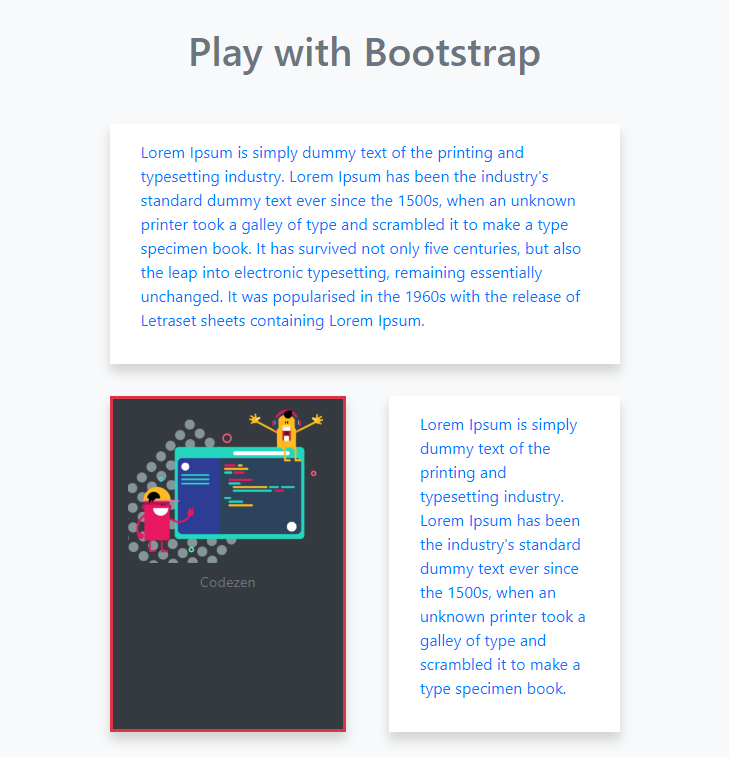 Play with Bootstrap
Lorem Ipsum is simply dummy text of the printing and
typesetting industry. Lorem Ipsum has been the industry's
standard dummy text ever since the 1500s, when an unknown
printer took a galley of type and scrambled it to make a type
specimen book. It has survived not only five centuries, but also
the leap into electronic typesetting, remaining essentially
unchanged. It was popularised in the 1960s with the release of
Letraset sheets containing Lorem Ipsum.
Codezen
Lorem Ipsum is simply
dummy text of the
printing and
typesetting industry.
Lorem Ipsum has been
the industry's standard
dummy text ever since
the 1500s, when an
unknown printer took a
galley of type and
scrambled it to make a
type specimen book.